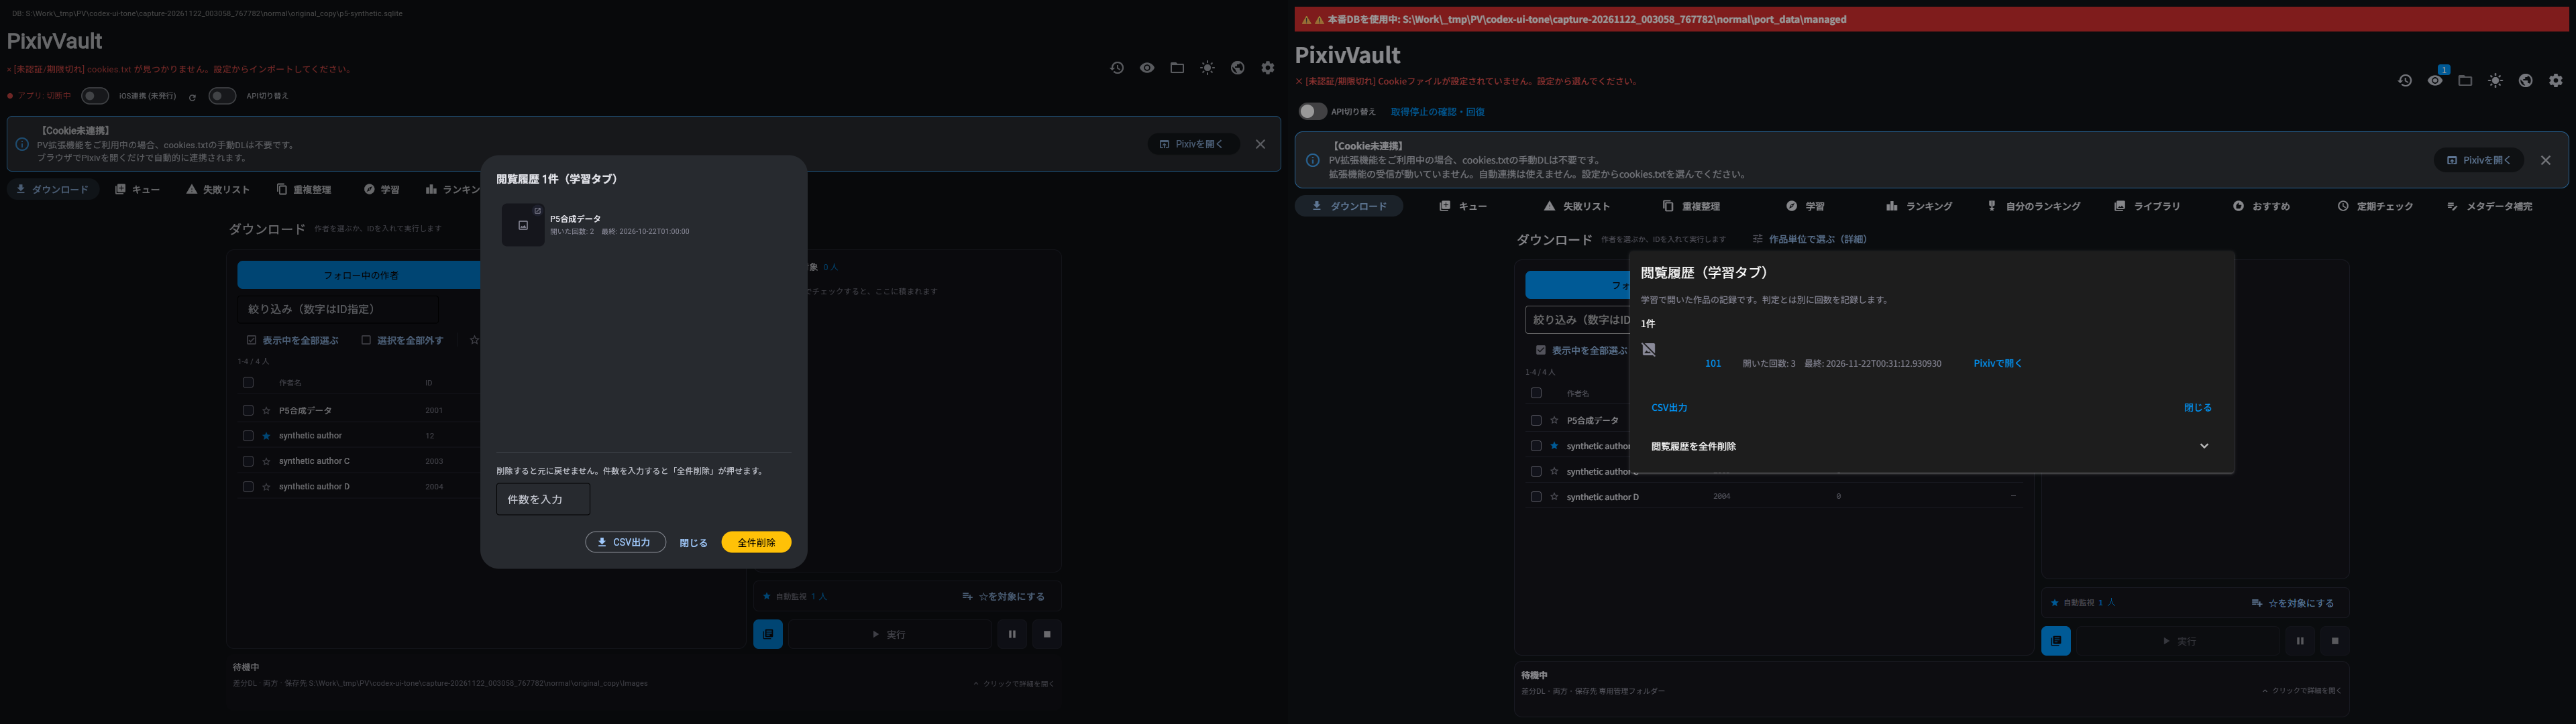 DB: S:\Work\_tmp\PV\codex-ui-tone\capture-20261122_003058_767782\normal\original_copy\p5-synthetic.sqlite
PixivVault
× [未認証/期限切れ] cookies.txt が見つかりません。設定からインポートしてください。
アプリ: 切断中
iOS連携 (未発行)
API切り替え
【Cookie未連携】
PV拡張機能をご利用中の場合、cookies.txtの手動DLは不要です。
ブラウザでPixivを開くだけで自動的に連携されます。
Pixivを開く
ダウンロード
キュー
失敗リスト
重複整理
学習
ランキン
ダウンロード
作者を選ぶか、IDを入れて実行します
フォロー中の作者
絞り込み（数字はID指定）
表示中を全部選ぶ
選択を全部外す
1-4 / 4 人
作者名
ID
P5合成データ
2001
synthetic author
12
synthetic author C
2003
synthetic author D
2004
象 0 人
でチェックすると、ここに積まれます
自動監視 1 人
☆を対象にする
実行
待機中
差分DL · 両方 · 保存先 S:\Work\_tmp\PV\codex-ui-tone\capture-20261122_003058_767782\normal\original_copy\Images
クリックで詳細を開く
閲覧履歴 1件（学習タブ）
P5合成データ
開いた回数: 2 最終: 2026-10-22T01:00:00
削除すると元に戻せません。件数を入力すると「全件削除」が押せます。
件数を入力
CSV出力
閉じる
全件削除
本番DBを使用中: S:\Work\_tmp\PV\codex-ui-tone\capture-20261122_003058_767782\normal\port_data\managed
PixivVault
× [未認証/期限切れ] Cookieファイルが設定されていません。設定から選んでください。
1
API切り替え
取得停止の確認・回復
【Cookie未連携】
PV拡張機能をご利用中の場合、cookies.txtの手動DLは不要です。
拡張機能の受信が動いていません。自動連携は使えません。設定からcookies.txtを選んでください。
Pixivを開く
ダウンロード
キュー
失敗リスト
重複整理
学習
ランキング
自分のランキング
ライブラリ
おすすめ
定期チェック
メタデータ補完
ダウンロード
作者を選ぶか、IDを入れて実行します
作品単位で選ぶ（詳細）
フォ
絞り込み（数字はID
表示中を全部選ぶ
1-4 / 4 人
作者名
P5合成データ
synthetic author
synthetic author
synthetic author D
2004
0
—
自動監視 1 人
☆を対象にする
実行
待機中
差分DL · 両方 · 保存先 専用管理フォルダー
クリックで詳細を開く
閲覧履歴（学習タブ）
学習で開いた作品の記録です。判定とは別に回数を記録します。
1件
101
開いた回数: 3 最終: 2026-11-22T00:31:12.930930
Pixivで開く
CSV出力
閉じる
閲覧履歴を全件削除